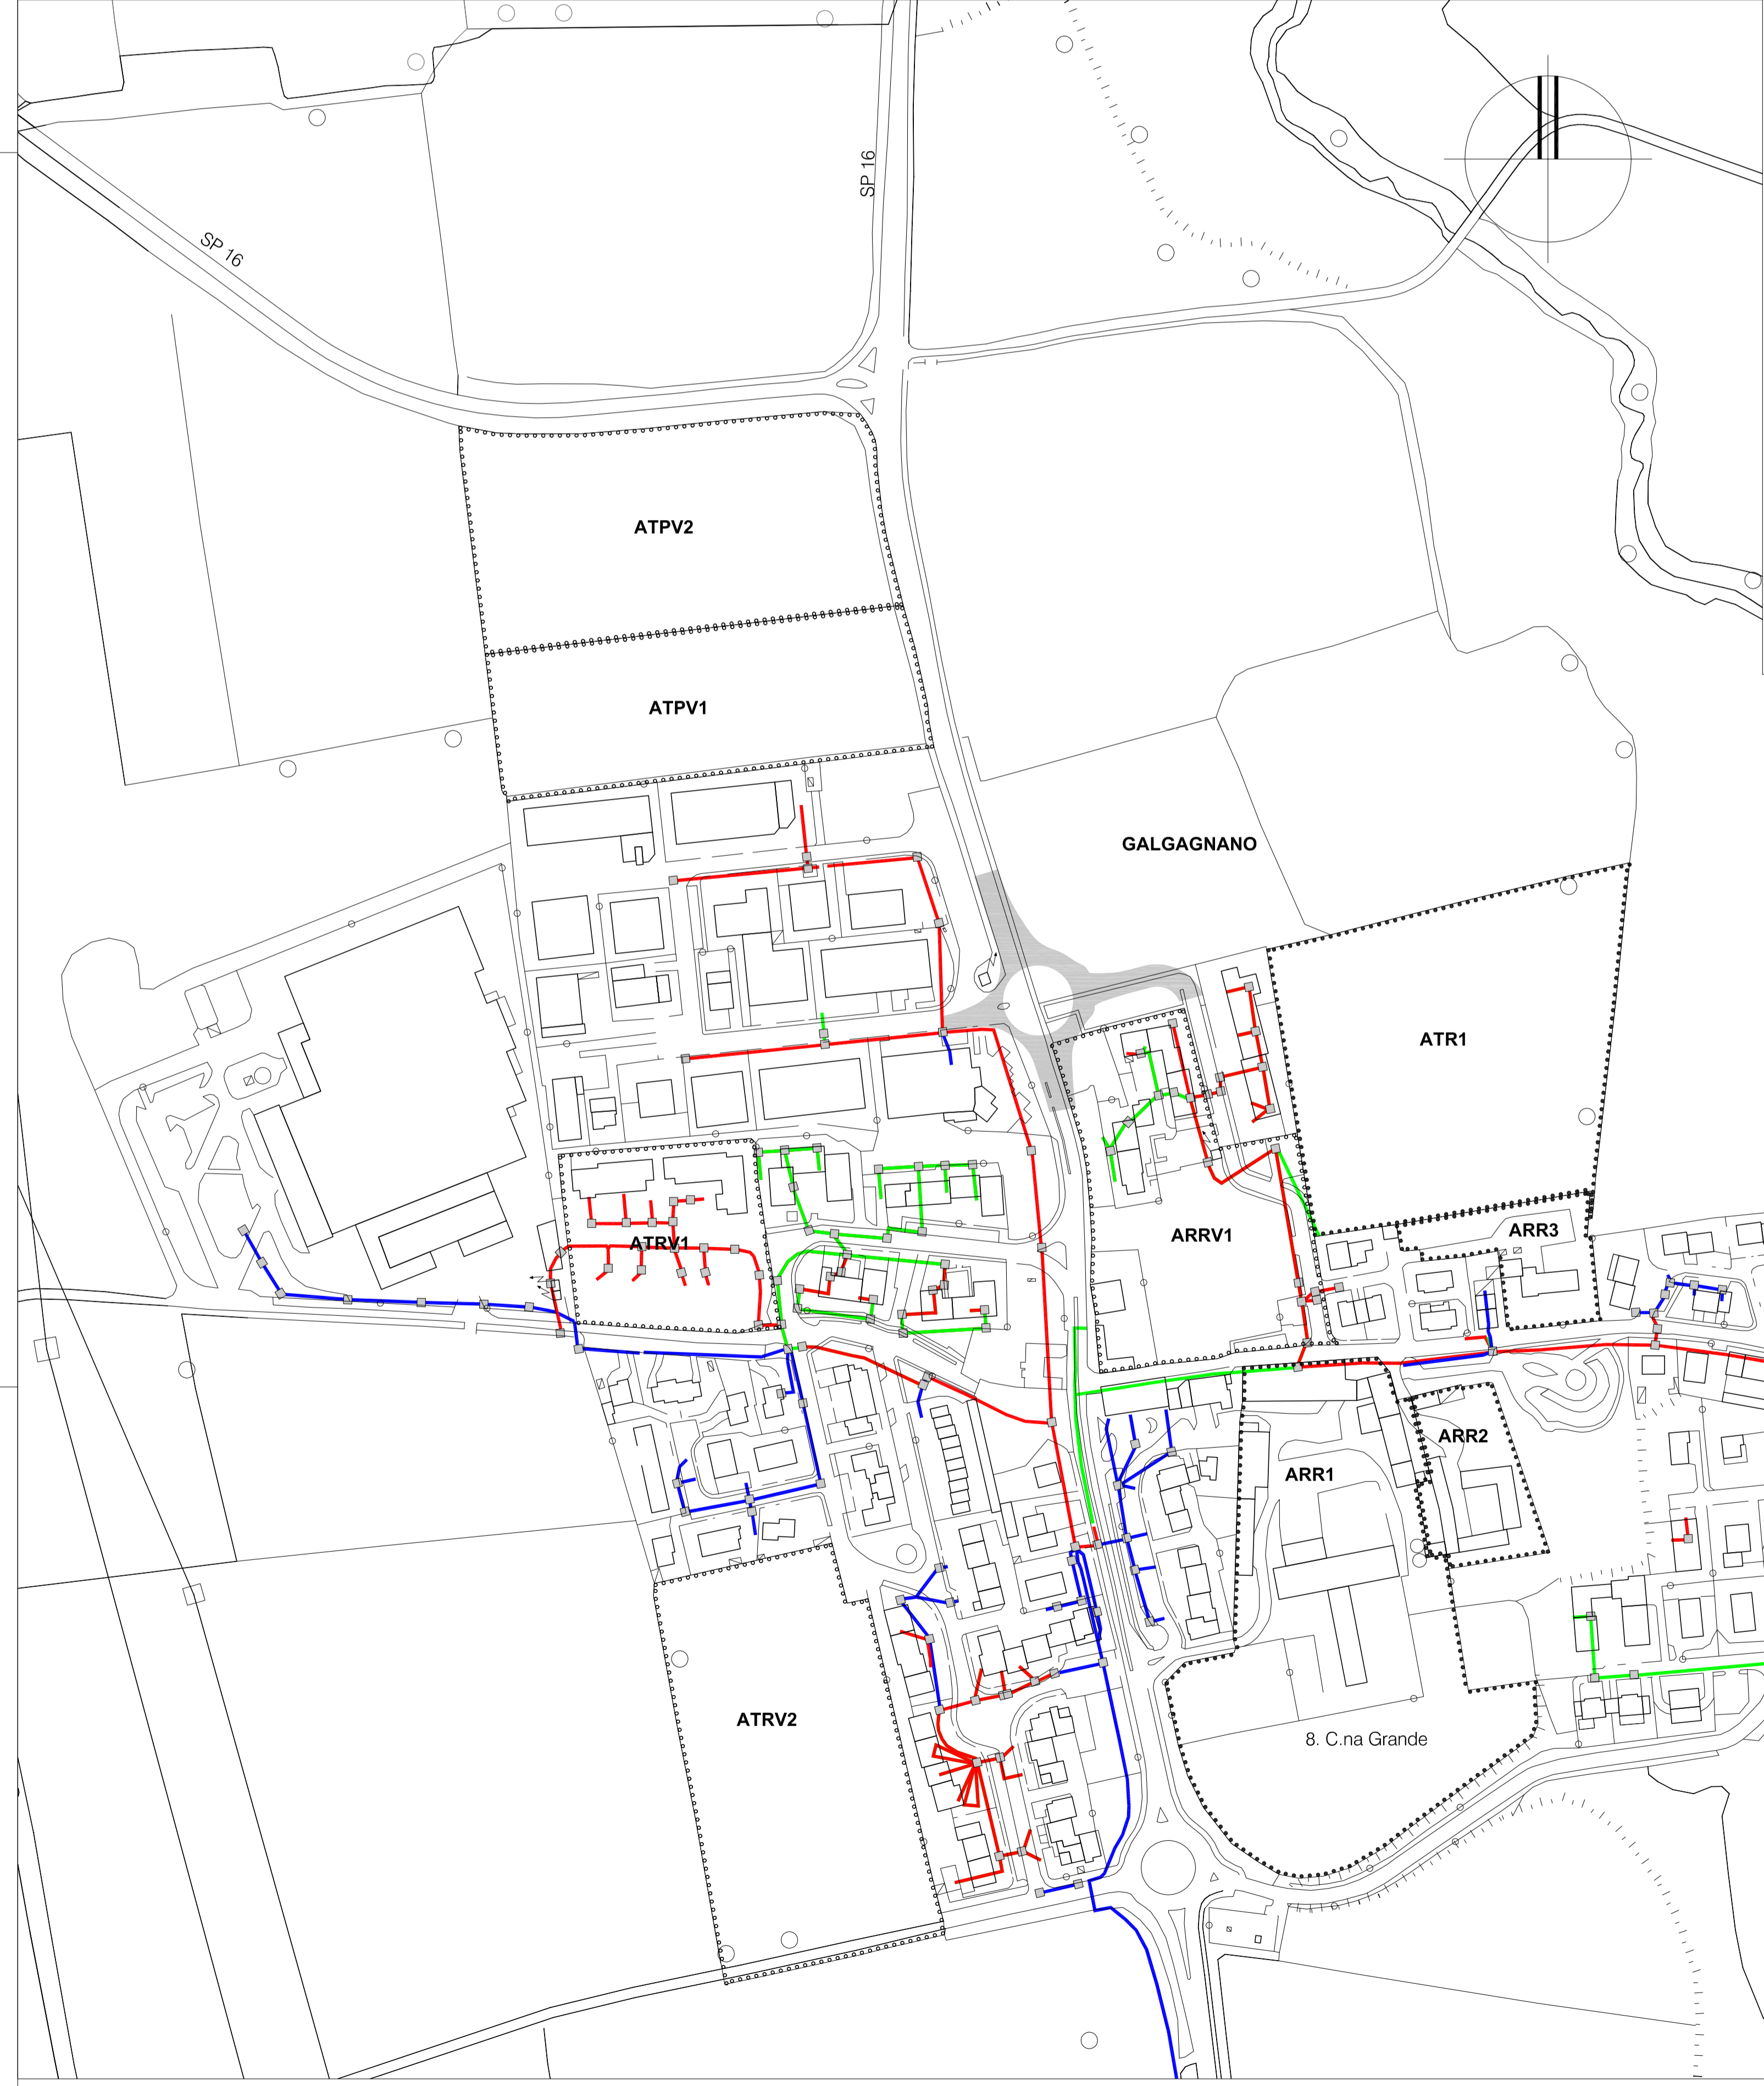 SP 16
SP 16
ATPV2
ATPV1
GALGAGNANO
ATR1
ARR3
ARRV1
ATRV1
ARR2
ARR1
ATRV2
8. C.na Grande